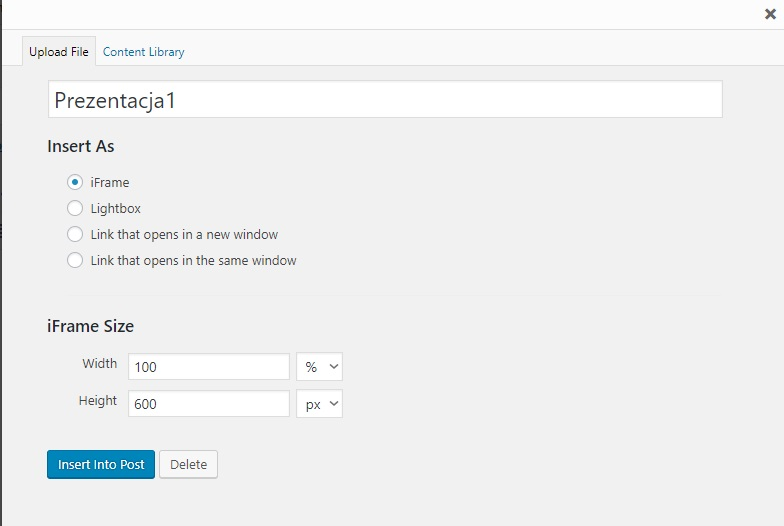 Upload File Content Library
Prezentacja1
Insert As
iFrame
Lightbox
Link that opens in a new window
Link that opens in the same window
iFrame Size
Width 100 %
Height 600 px
Insert Into Post Delete